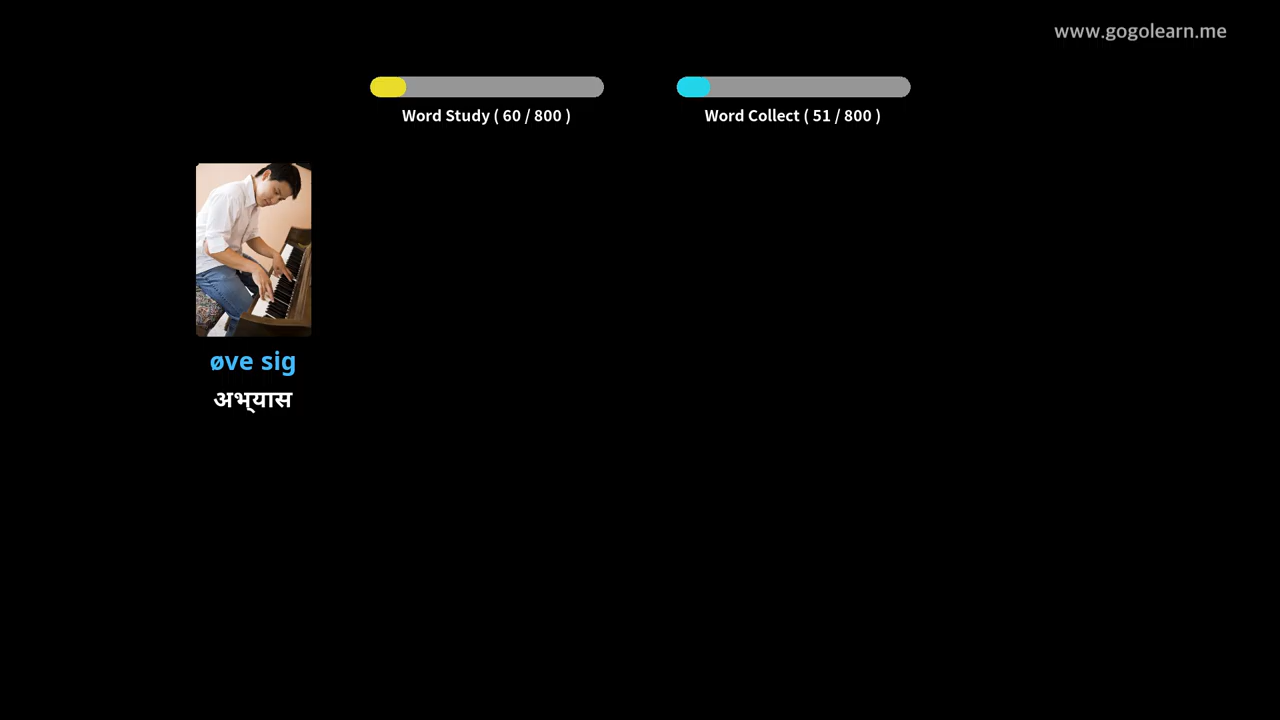 www.gogolearn.me
Word Study ( 60 / 800 )
Word Collect ( 51 / 800 )
øve sig
अभ्यास